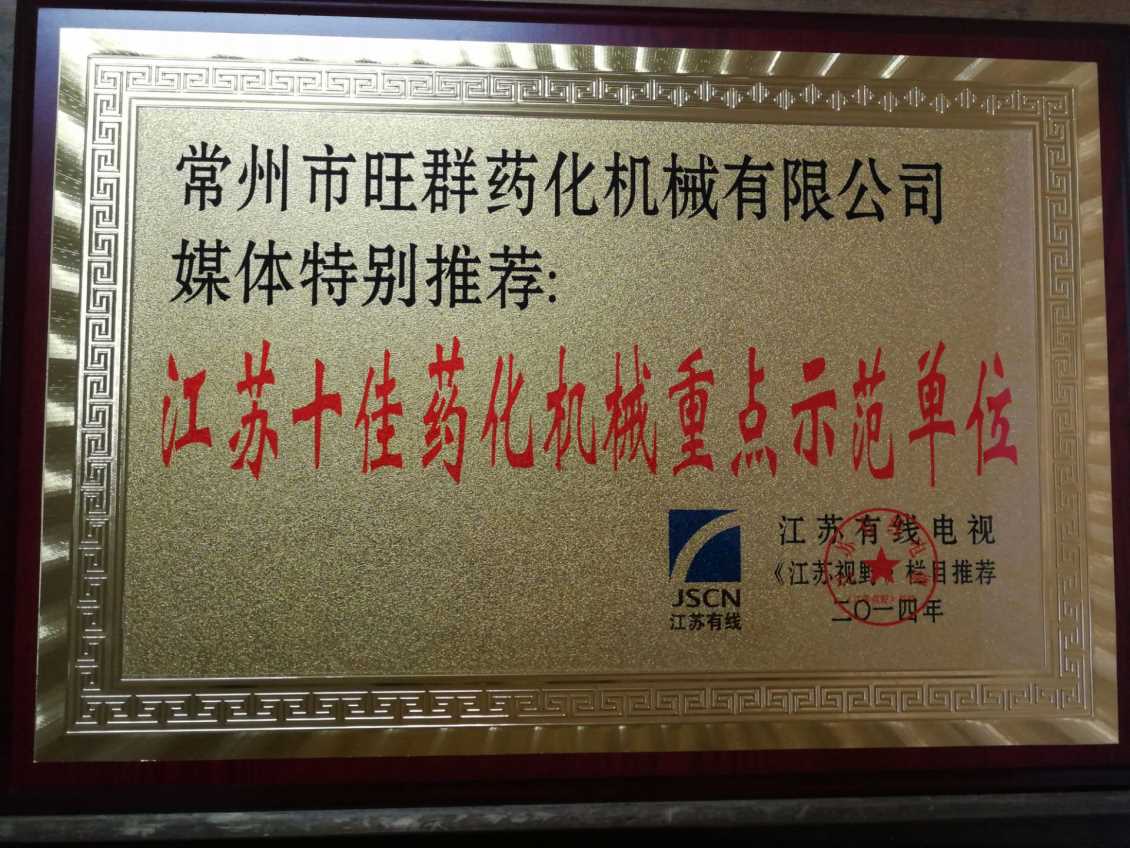 常州市旺群药化机械有限公司
媒体特别推荐:
江苏十佳药化机械重点示范单位
JSCN
江苏有线
江苏有线电视
《江苏视野》栏目推荐
二〇一四年